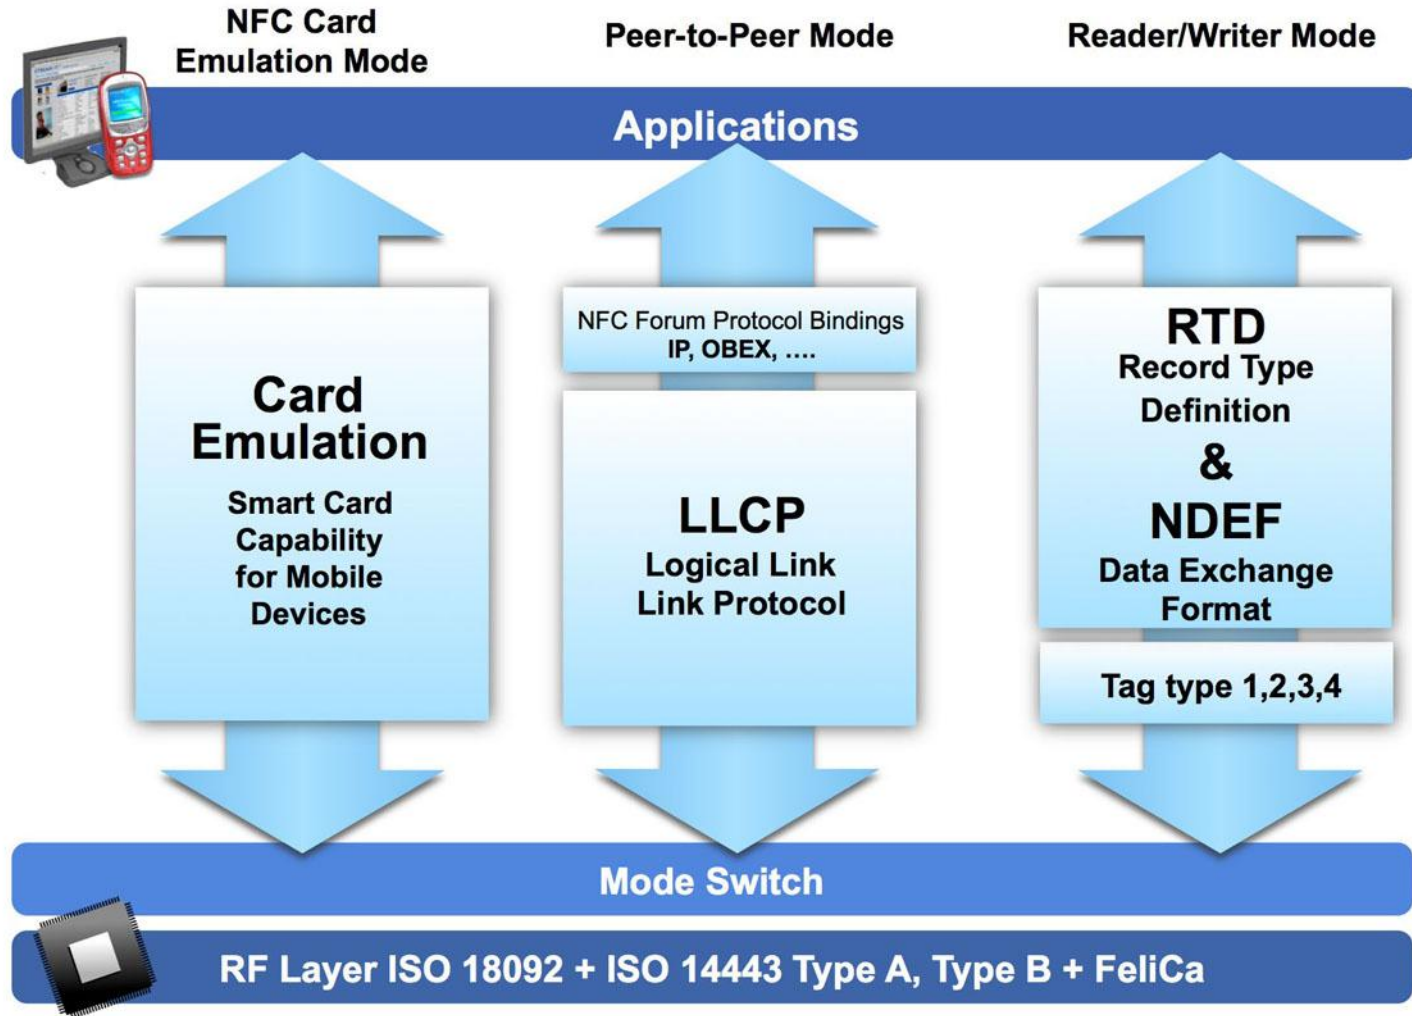 NFC Card
Emulation Mode
Peer-to-Peer Mode
Reader/Writer Mode
Applications
Card
Emulation
Smart Card
Capability
for Mobile
Devices
NFC Forum Protocol Bindings
IP, OBEX, ....
LLCP
Logical Link
Link Protocol
RTD
Record Type
Definition
&
NDEF
Data Exchange
Format
Tag type 1,2,3,4
Mode Switch
RF Layer ISO 18092 + ISO 14443 Type A, Type B + FeliCa